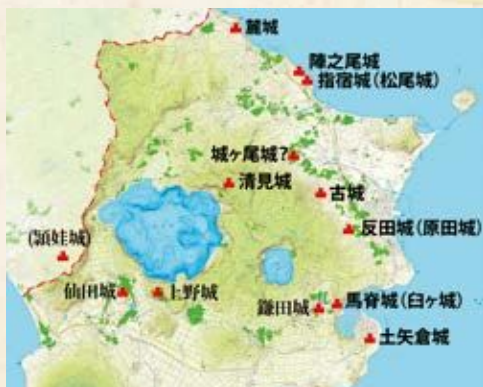 麓城
陣之尾城
指宿城(松尾城)
城ヶ尾城?
清見城
古城
反田城(原田城)
(頴娃城)
仙田城
上野城
鎌田城
馬脊城(臼ヶ城)
土矢倉城